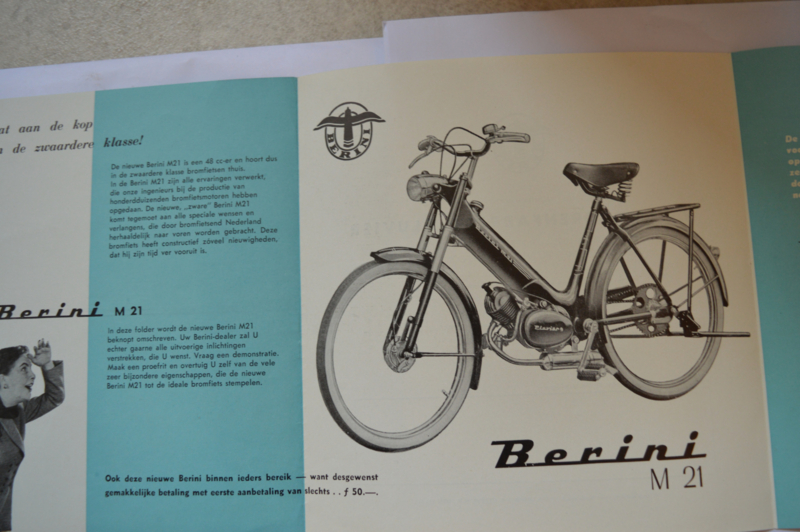 at aan de kop
n de zwaardere klasse!
De nieuwe Berini M21 is een 48 cc-er en hoort dus
in de zwaardere klasse bromfietsen thuis.
In de Berini M21 zijn alle ervaringen verwerkt,
die onze ingenieurs bij de productie van
honderdduizenden bromfietsmotoren hebben
opgedaan. De nieuwe, „zware” Berini M21
komt tegemoet aan alle speciale wensen en
verlangens, die door bromfietsend Nederland
herhaaldelijk naar voren worden gebracht. Deze
bromfiets heeft constructief zóveel nieuwigheden,
dat hij zijn tijd ver vooruit is.
Berini M 21
In deze folder wordt de nieuwe Berini M21
beknopt omschreven. Uw Berini-dealer zal U
echter gaarne alle uitvoerige inlichtingen
verstrekken, die U wenst. Vraag een demonstratie.
Maak een proefrit en overtuig U zelf van de vele
zeer bijzondere eigenschappen, die de nieuwe
Berini M21 tot de ideale bromfiets stempelen.
Ook deze nieuwe Berini binnen ieders bereik — want desgewenst
gemakkelijke betaling met eerste aanbetaling van slechts . . f 50.—.
BERINI
Berini
M 21
De